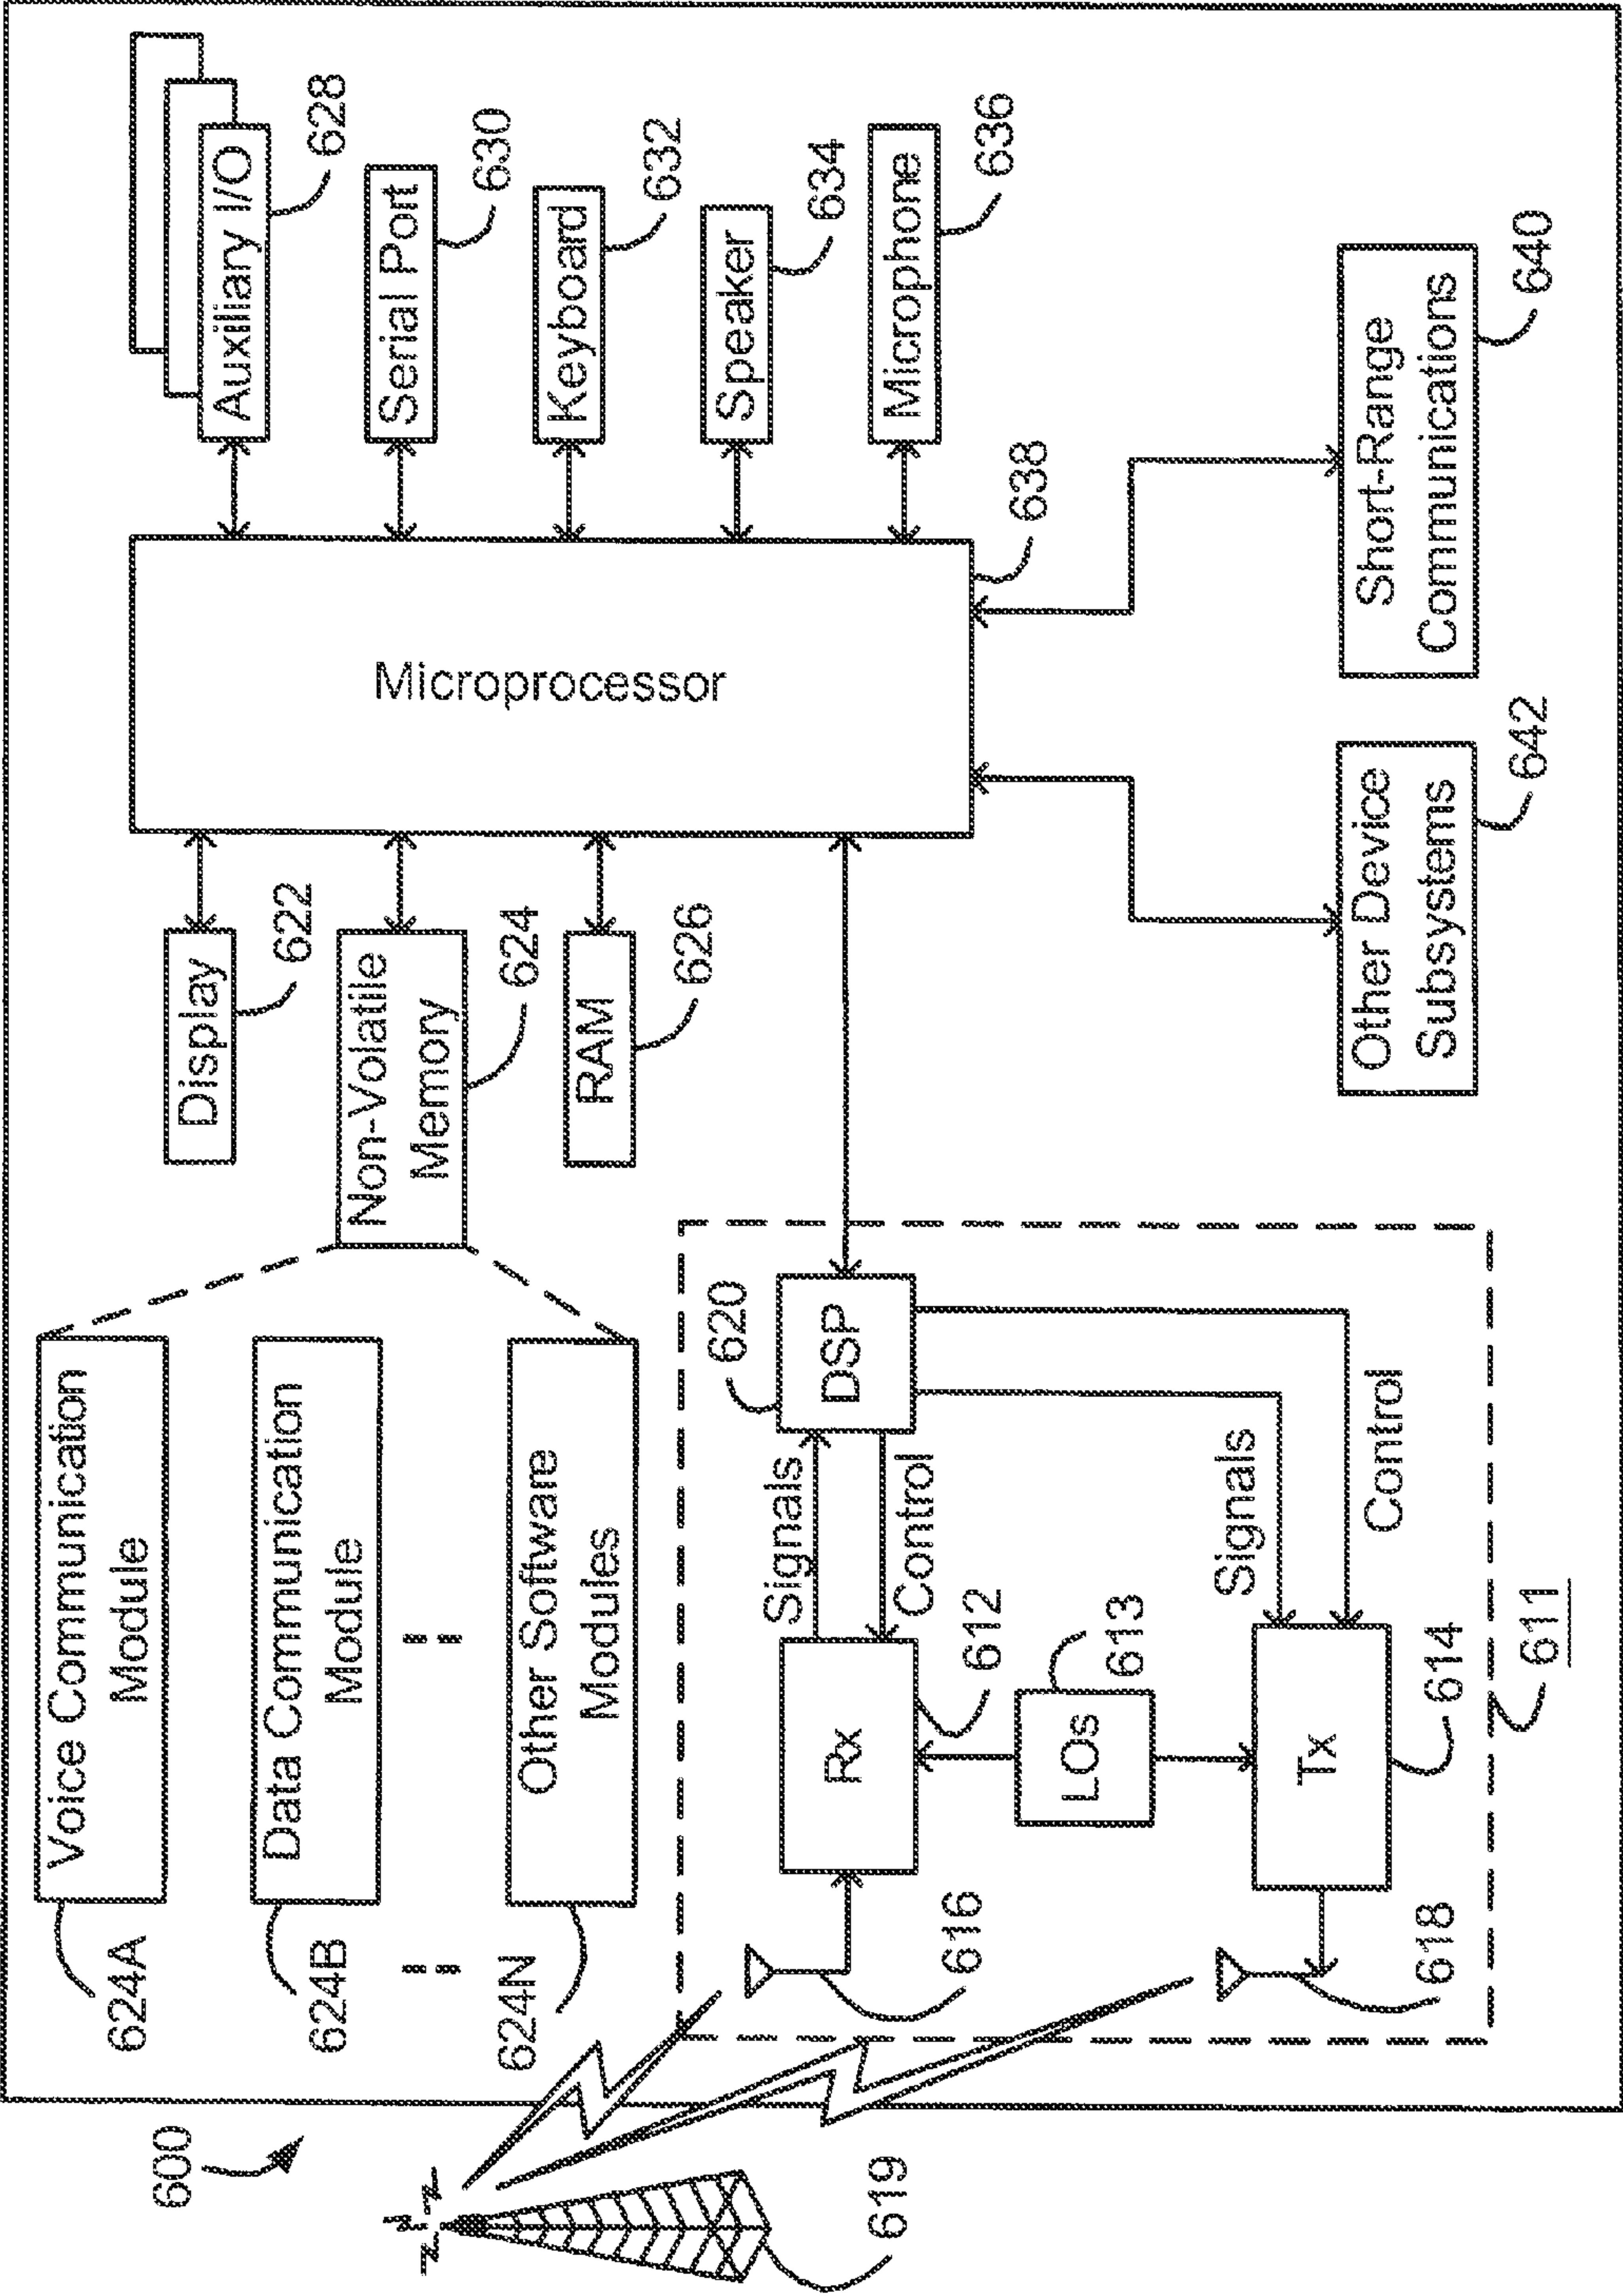 600
619
624A
Voice Communication
Module
624B
Data Communication
Module
624N
Other Software
Modules
Display
622
Non-Volatile
Memory
624
RAM
626
Microprocessor
638
Auxiliary I/O
628
Serial Port
630
Keyboard
632
Speaker
634
Microphone
636
620
DSP
Signals
Control
Rx
612
LOs
613
Signals
Control
Tx
614
616
618
611
Other Device
Subsystems
642
Short-Range
Communications
640